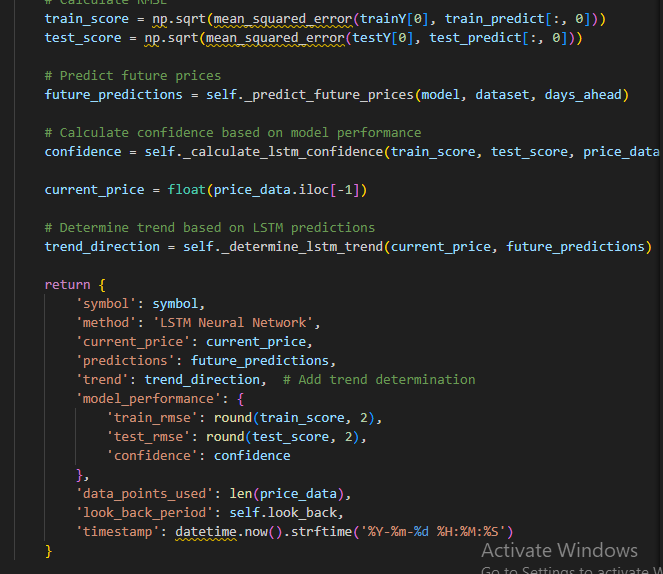 # Calculate RMSE
train_score = np.sqrt(mean_squared_error(trainY[0], train_predict[:, 0]))
test_score = np.sqrt(mean_squared_error(testY[0], test_predict[:, 0]))
# Predict future prices
future_predictions = self._predict_future_prices(model, dataset, days_ahead)
# Calculate confidence based on model performance
confidence = self._calculate_lstm_confidence(train_score, test_score, price_data
current_price = float(price_data.iloc[-1])
# Determine trend based on LSTM predictions
trend_direction = self._determine_lstm_trend(current_price, future_predictions)
return {
'symbol': symbol,
'method': 'LSTM Neural Network',
'current_price': current_price,
'predictions': future_predictions,
'trend': trend_direction,  # Add trend determination
'model_performance': {
'train_rmse': round(train_score, 2),
'test_rmse': round(test_score, 2),
'confidence': confidence
},
'data_points_used': len(price_data),
'look_back_period': self.look_back,
'timestamp': datetime.now().strftime('%Y-%m-%d %H:%M:%S')
}
Activate Windows
Go to Settings to activate W